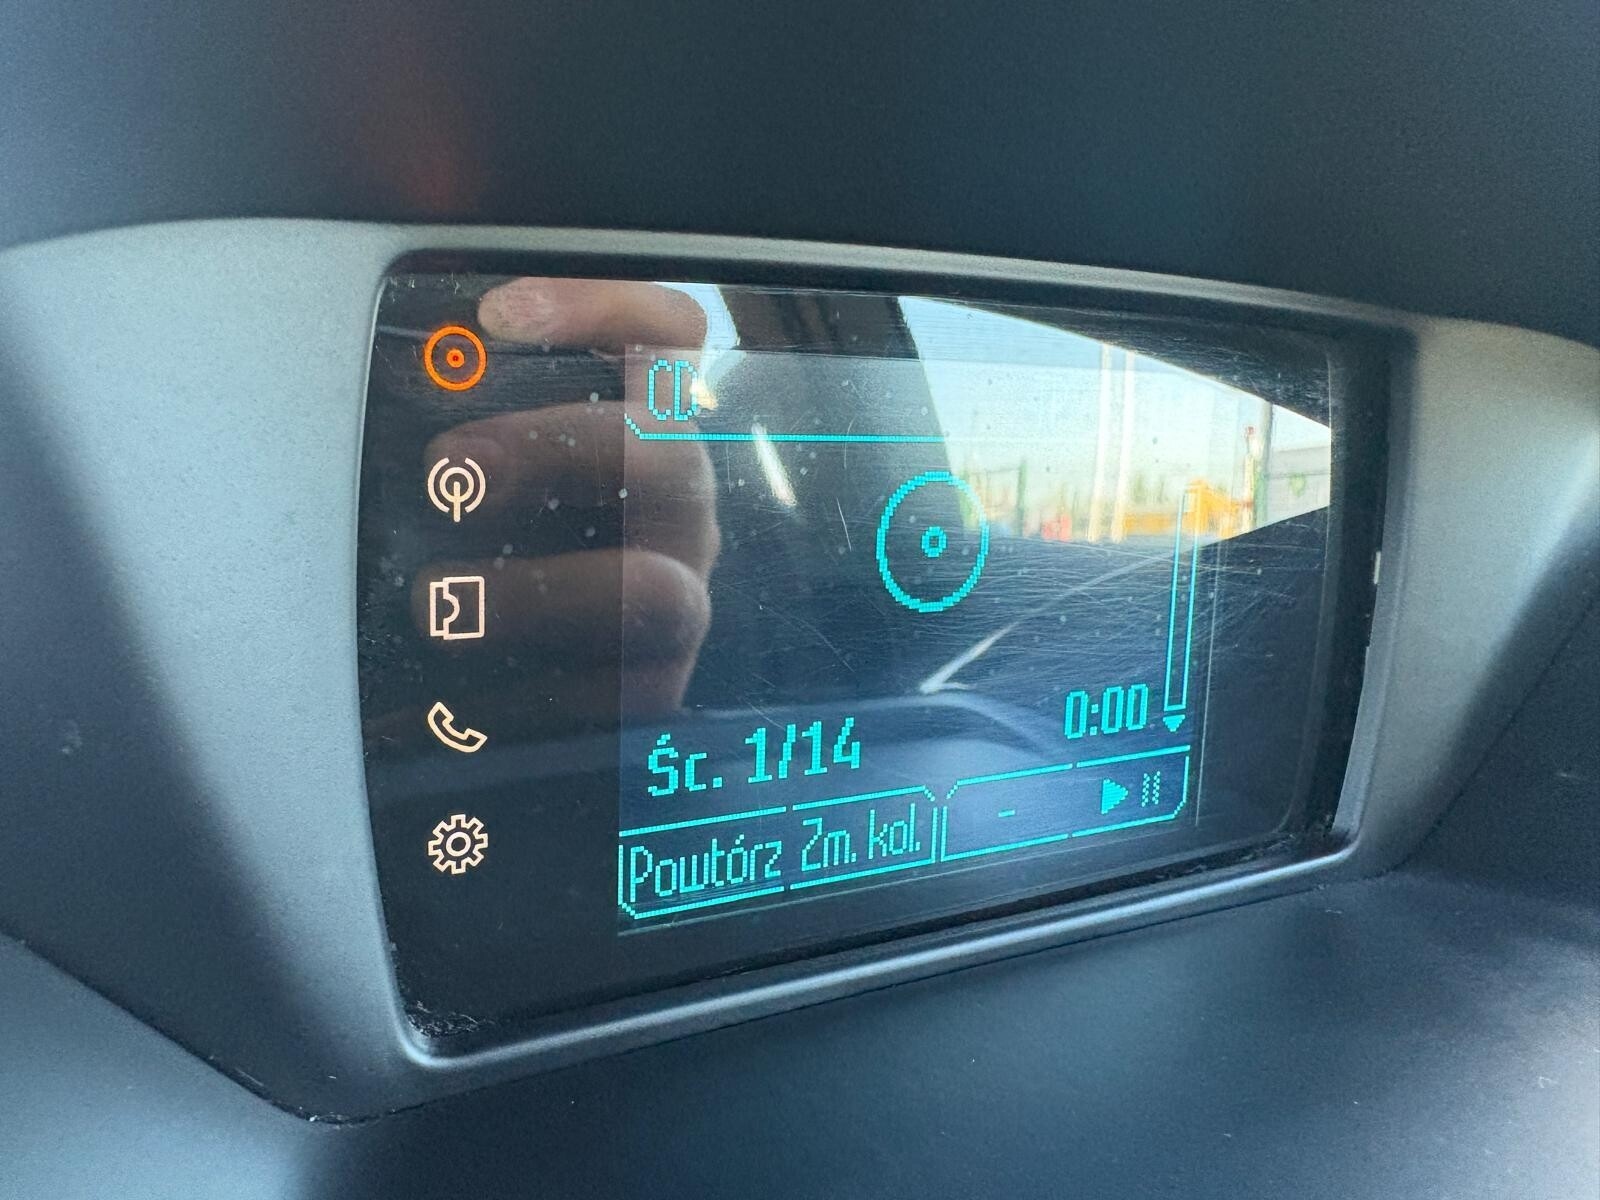 CD
Śc. 1/14
0:00
Powtórz Zm. kol. -